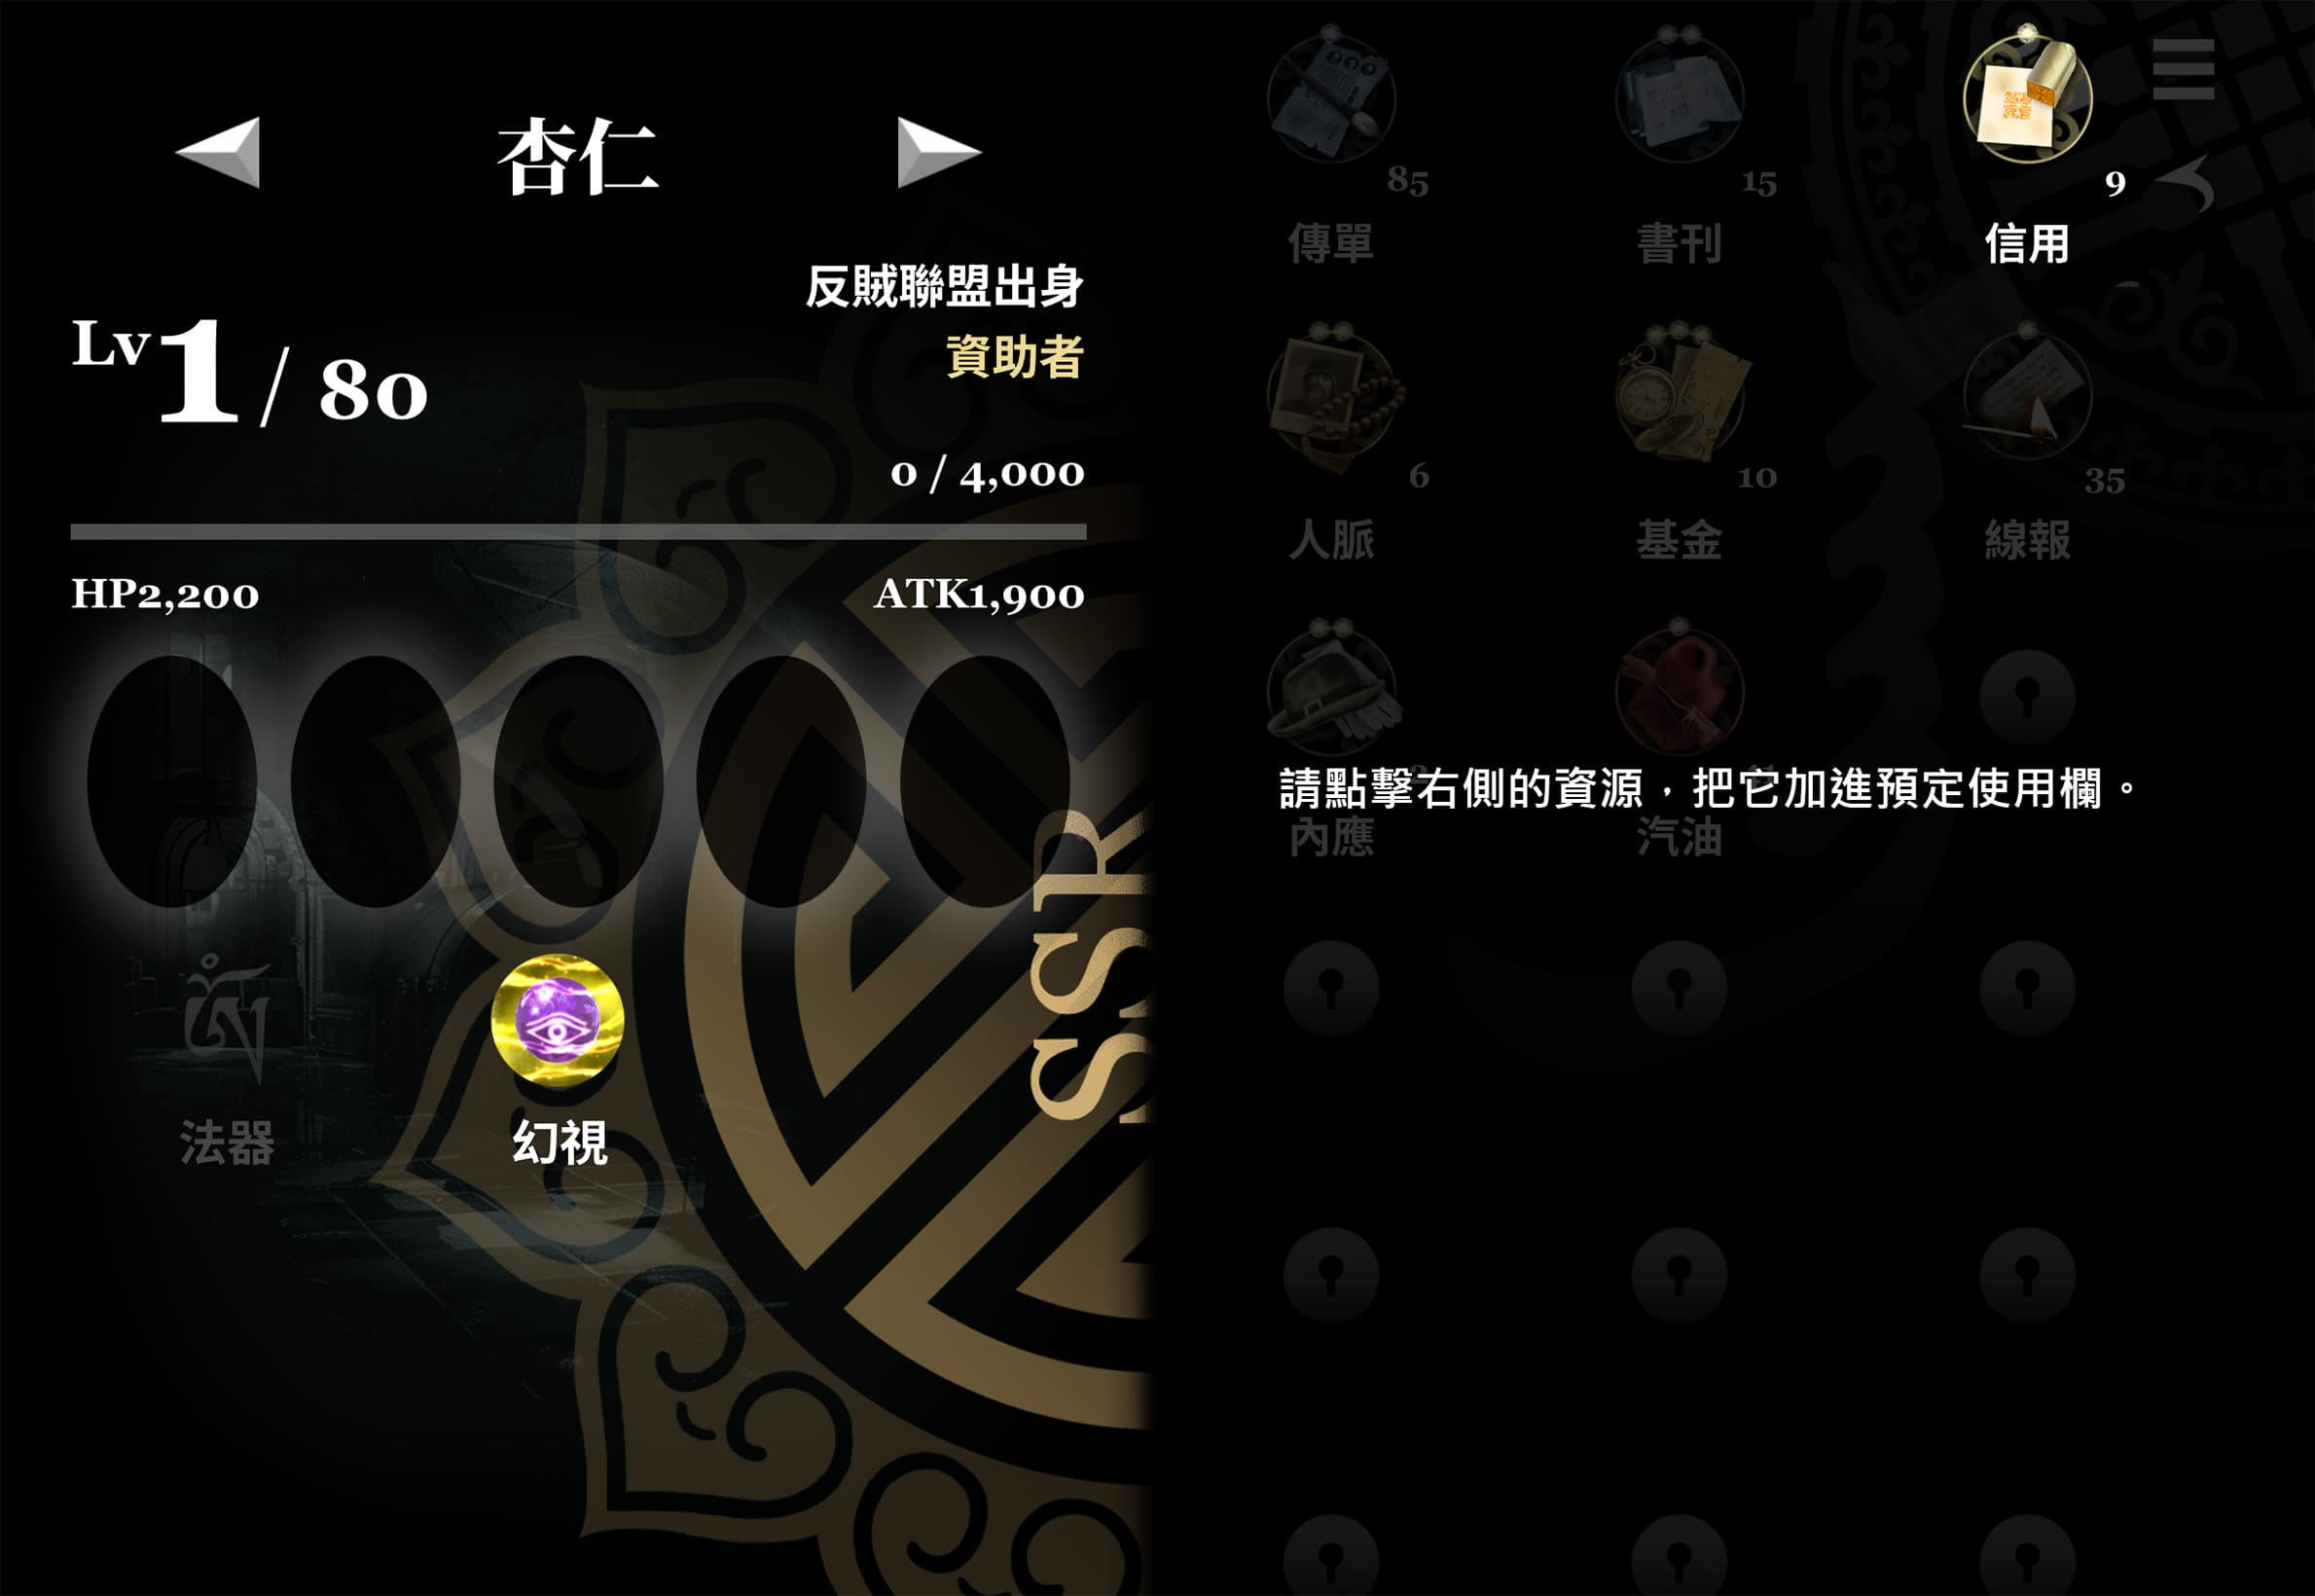 杏仁
反賊聯盟出身
資助者
Lv1 / 80
0 / 4,000
HP2,200
ATK1,900
法器
幻視
SSR
85
15
9
傳單
書刊
信用
6
10
35
人脈
基金
線報
請點擊右側的資源，把它加進預定使用欄。
內應
汽油